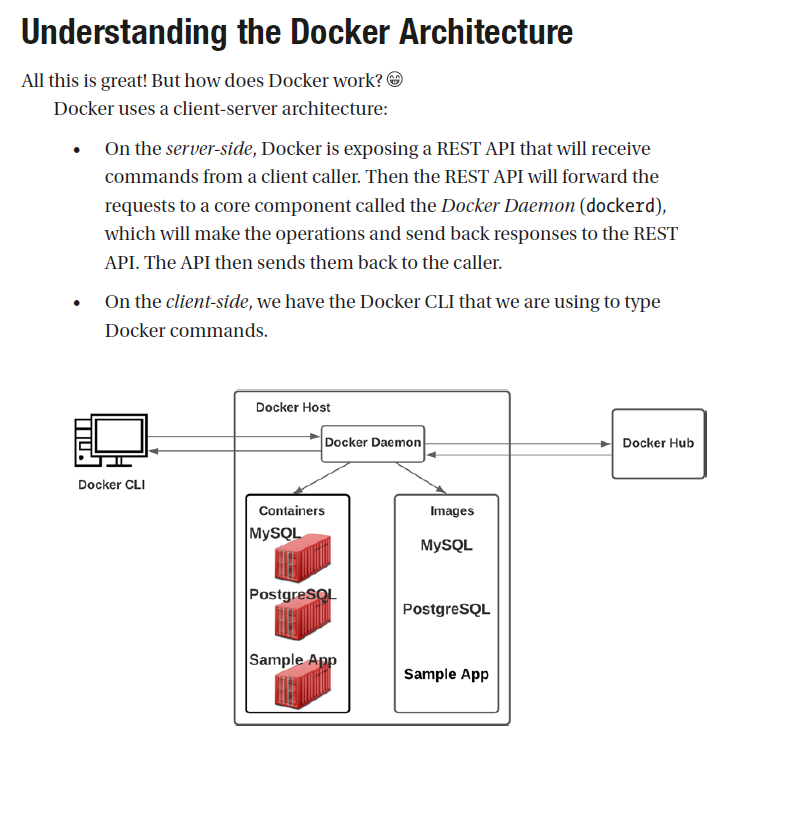 Understanding the Docker Architecture
All this is great! But how does Docker work? 😁
Docker uses a client-server architecture:
• On the server-side, Docker is exposing a REST API that will receive
commands from a client caller. Then the REST API will forward the
requests to a core component called the Docker Daemon (dockerd),
which will make the operations and send back responses to the REST
API. The API then sends them back to the caller.
• On the client-side, we have the Docker CLI that we are using to type
Docker commands.
Docker Host
Docker Daemon
Docker Hub
Docker CLI
Containers
MySQL
PostgreSQL
Sample App
Images
MySQL
PostgreSQL
Sample App